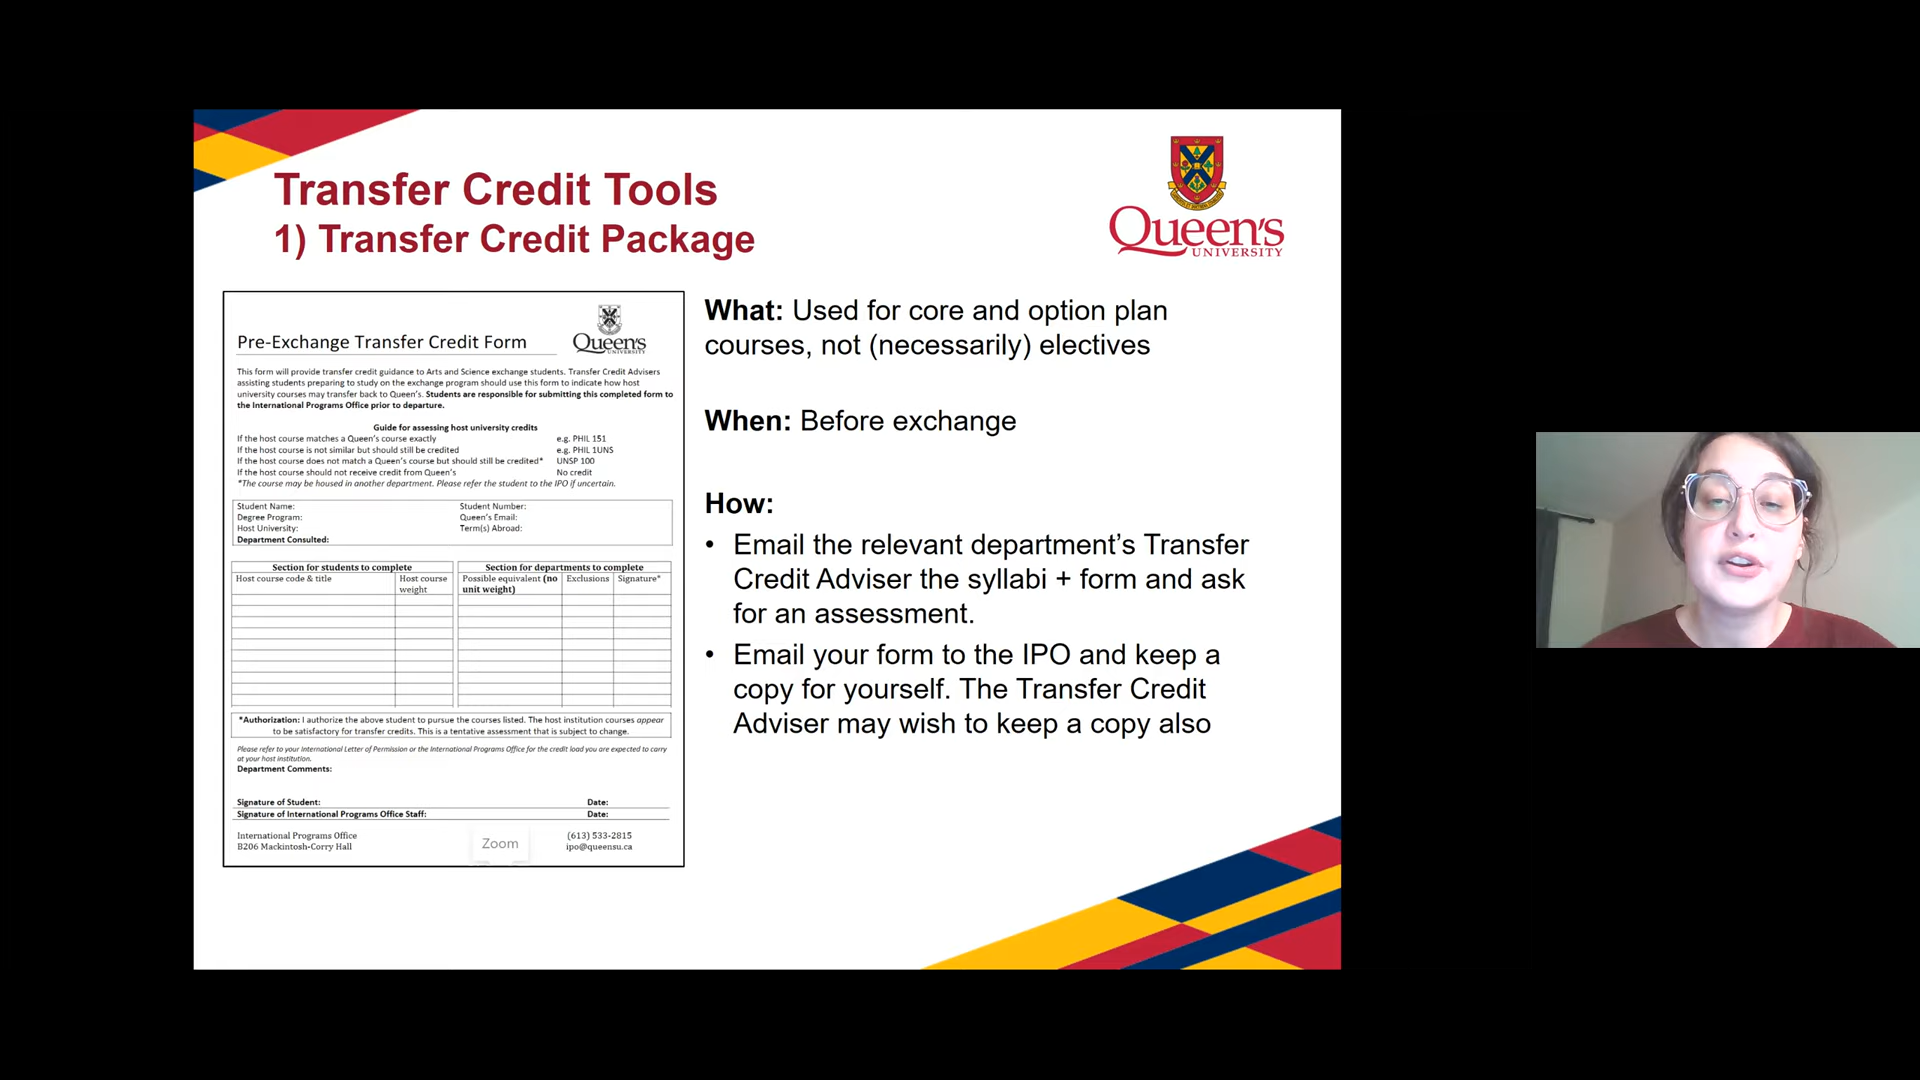 Transfer Credit Tools
1) Transfer Credit Package
Queen's
UNIVERSITY
Pre-Exchange Transfer Credit Form
Queen's
UNIVERSITY
This form will provide transfer credit guidance to Arts and Science exchange students. Transfer Credit Advisers
assisting students preparing to study on the exchange program should use this form to indicate how host
university courses may transfer back to Queen's. Students are responsible for submitting this completed form to
the International Programs Office prior to departure.
Guide for assessing host university credits
If the host course matches a Queen's course exactly e.g. PHIL 151
If the host course is not similar but should still be credited e.g. PHIL 1UNS
If the host course does not match a Queen's course but should still be credited* UNSP 100
If the host course should not receive credit from Queen's No credit
*The course may be housed in another department. Please refer the student to the IPO if uncertain.
Student Name: Student Number:
Degree Program: Queen's Email:
Host University: Term(s) Abroad:
Department Consulted:
Section for students to complete Section for departments to complete
Host course code & title Host course Possible equivalent (no Exclusions Signature*
weight unit weight)
*Authorization: I authorize the above student to pursue the courses listed. The host institution courses appear
to be satisfactory for transfer credits. This is a tentative assessment that is subject to change.
Please refer to your International Letter of Permission or the International Programs Office for the credit load you are expected to carry
at your host institution.
Department Comments:
Signature of Student: Date:
Signature of International Programs Office Staff: Date:
International Programs Office (613) 533-2815
B206 Mackintosh-Corry Hall ipo@queensu.ca
Zoom
What: Used for core and option plan
courses, not (necessarily) electives
When: Before exchange
How:
• Email the relevant department’s Transfer
Credit Adviser the syllabi + form and ask
for an assessment.
• Email your form to the IPO and keep a
copy for yourself. The Transfer Credit
Adviser may wish to keep a copy also